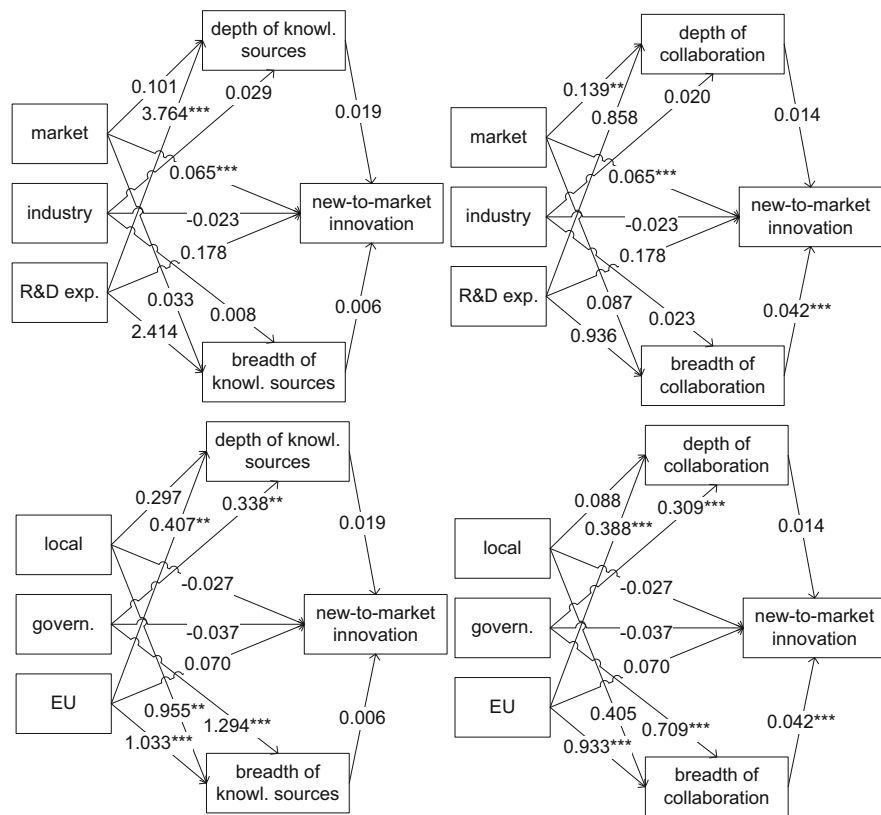 depth of knowl.
sources
0.101
3.764***
0.029
0.019
market
0.065***
industry
-0.023
new-to-market
innovation
0.178
R&D exp.
0.033
0.008
0.006
2.414
breadth of
knowl. sources
depth of
collaboration
0.139**
0.858
0.020
0.014
market
0.065***
industry
-0.023
new-to-market
innovation
0.178
R&D exp.
0.087
0.023
0.042***
0.936
breadth of
collaboration
depth of knowl.
sources
0.297
0.407**
0.338**
0.019
local
-0.027
govern.
-0.037
new-to-market
innovation
0.070
EU
0.955**
1.294***
0.006
1.033***
breadth of
knowl. sources
depth of
collaboration
0.088
0.388***
0.309***
0.014
local
-0.027
govern.
-0.037
new-to-market
innovation
0.070
EU
0.405
0.709***
0.042***
0.933***
breadth of
collaboration